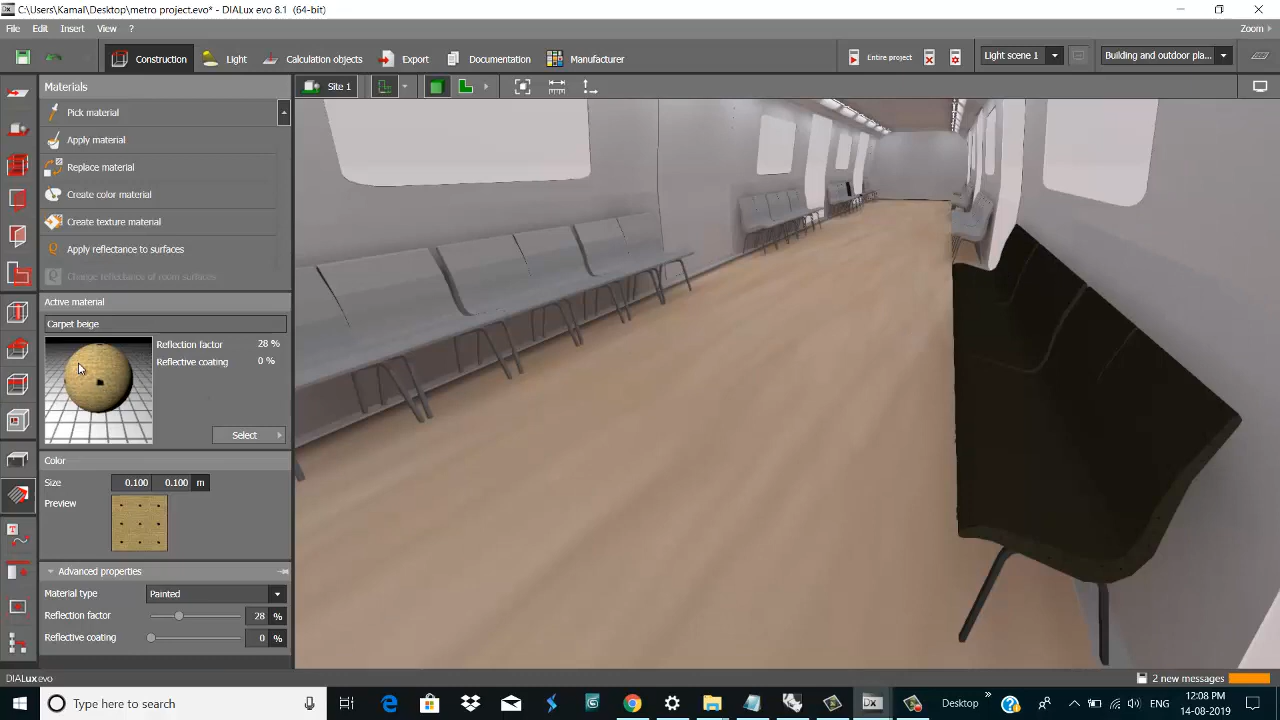 C:\Users\Kamal\Desktop\metro project.evo* - DIALux evo 8.1 (64-bit)
File Edit Insert View ? Zoom
Construction Light Calculation objects Export Documentation Manufacturer Entire project Light scene 1 Building and outdoor pla...
Materials
Site 1
Pick material
Apply material
Replace material
Create color material
Create texture material
Apply reflectance to surfaces
Change reflectance of room surfaces
Active material
Carpet beige
Reflection factor 28 %
Reflective coating 0 %
Select
Color
Size 0.100 0.100 m
Preview
Advanced properties
Material type Painted
Reflection factor 28 %
Reflective coating 0 %
DIALux evo 2 new messages
Type here to search Desktop ENG 12:08 PM
14-08-2019